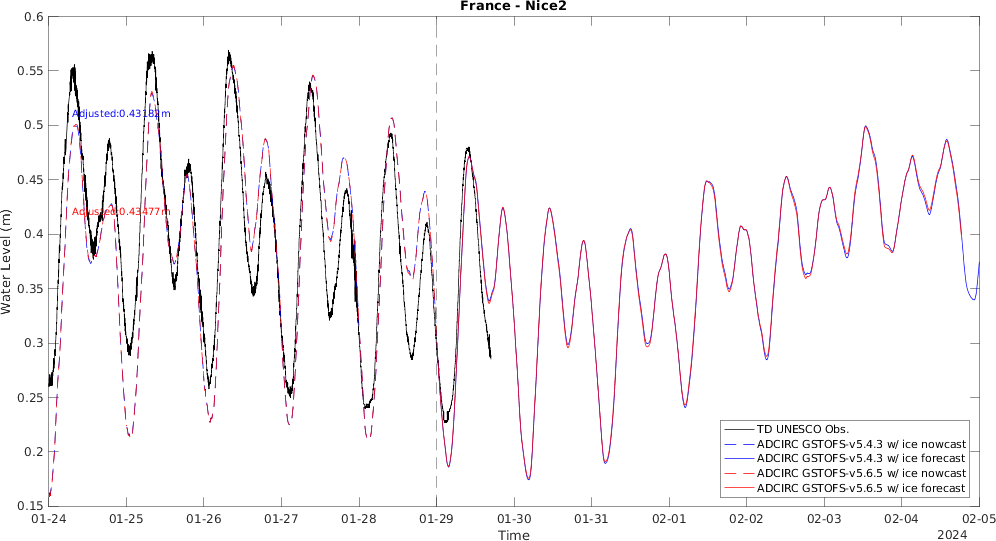 France - Nice2
Water Level (m)
0.6
0.55
0.5
0.45
0.4
0.35
0.3
0.25
0.2
0.15
Adjusted:0.43182m
Adjusted:0.43477m
TD UNESCO Obs.
ADCIRC GSTOFS-v5.4.3 w/ ice nowcast
ADCIRC GSTOFS-v5.4.3 w/ ice forecast
ADCIRC GSTOFS-v5.6.5 w/ ice nowcast
ADCIRC GSTOFS-v5.6.5 w/ ice forecast
01-24 01-25 01-26 01-27 01-28 01-29 01-30 01-31 02-01 02-02 02-03 02-04 02-05
Time
2024